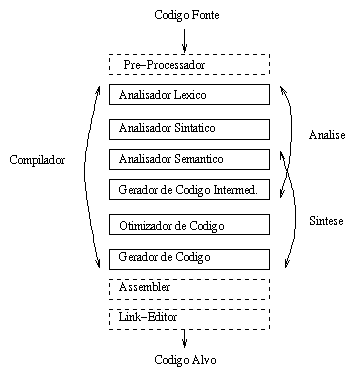 Codigo Fonte
Pre-Processador
Analisador Lexico
Analisador Sintatico
Analise
Compilador
Analisador Semantico
Gerador de Codigo Intermed.
Otimizador de Codigo
Sintese
Gerador de Codigo
Assembler
Link-Editor
Codigo Alvo